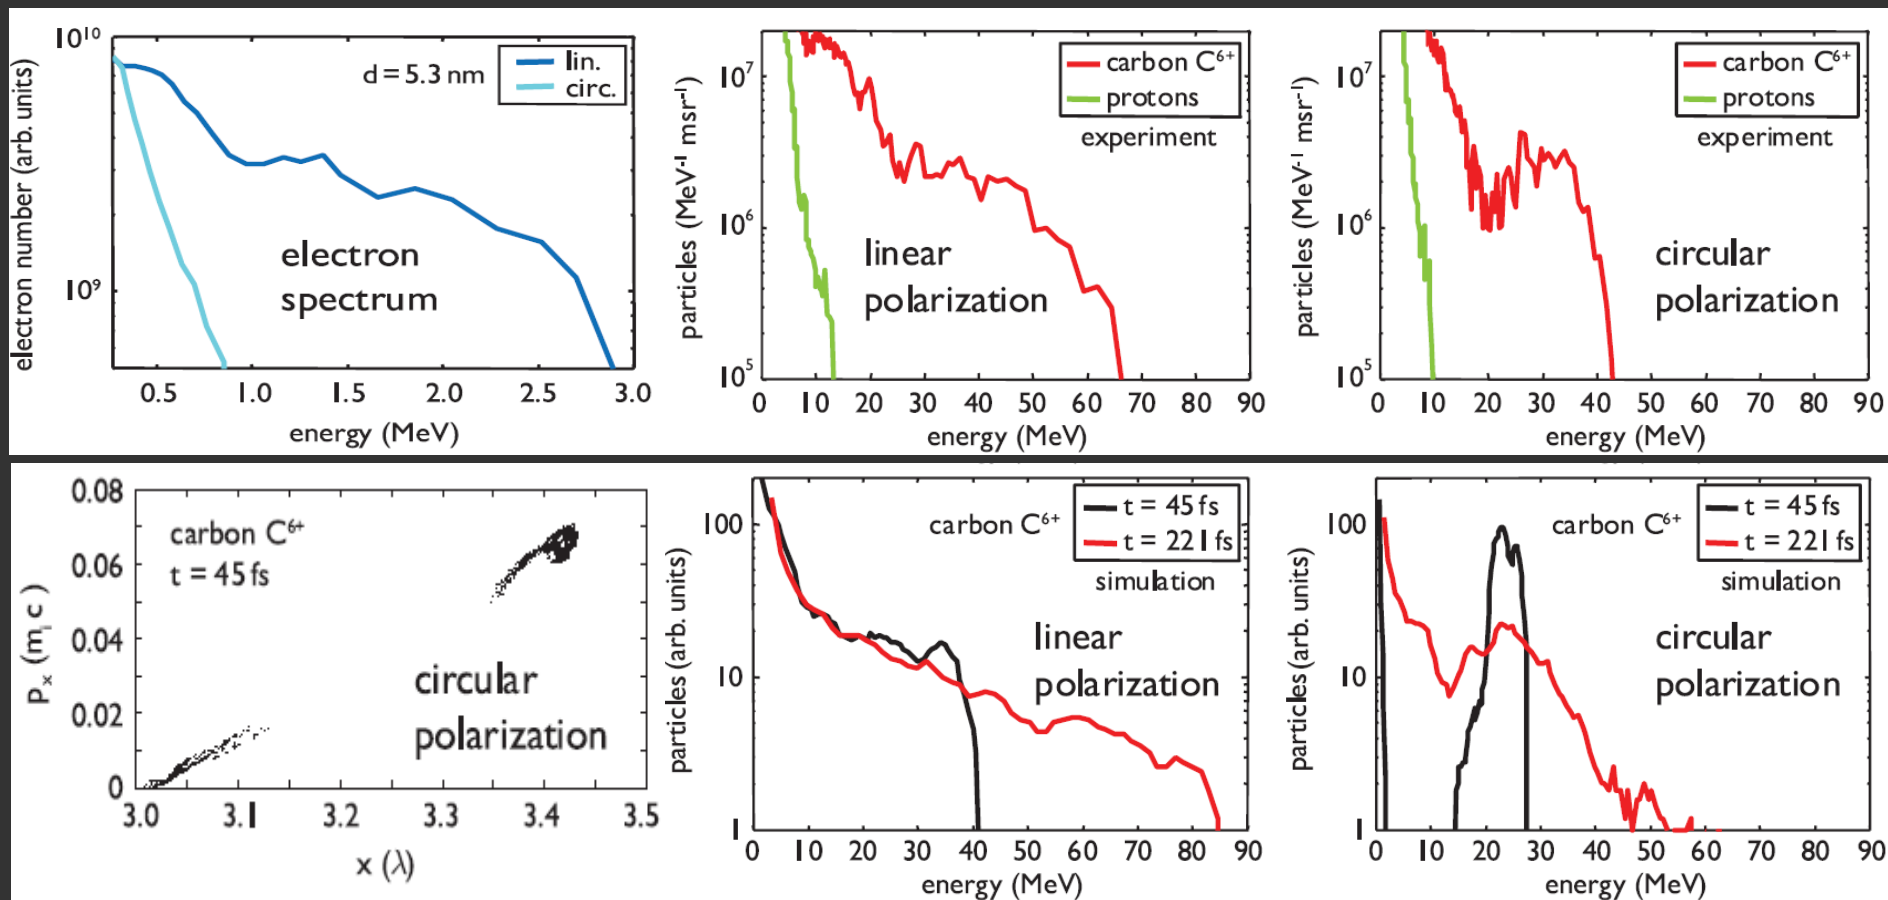 10¹⁰
10⁹
electron number (arb. units)
d = 5.3 nm
lin.
circ.
electron
spectrum
0.5 1.0 1.5 2.0 2.5 3.0
energy (MeV)
10⁷
10⁶
10⁵
particles (MeV⁻¹ msr⁻¹)
carbon C⁶⁺
protons
experiment
linear
polarization
0 10 20 30 40 50 60 70 80 90
energy (MeV)
10⁷
10⁶
10⁵
particles (MeV⁻¹ msr⁻¹)
carbon C⁶⁺
protons
experiment
circular
polarization
0 10 20 30 40 50 60 70 80 90
energy (MeV)
0.08
0.06
0.04
0.02
0
Pₓ (mᵢ c)
carbon C⁶⁺
t = 45 fs
circular
polarization
3.0 3.1 3.2 3.3 3.4 3.5
x (λ)
100
10
1
particles (arb. units)
carbon C⁶⁺
t = 45 fs
t = 221 fs
simulation
linear
polarization
0 10 20 30 40 50 60 70 80 90
energy (MeV)
100
10
1
particles (arb. units)
carbon C⁶⁺
t = 45 fs
t = 221 fs
simulation
circular
polarization
0 10 20 30 40 50 60 70 80 90
energy (MeV)